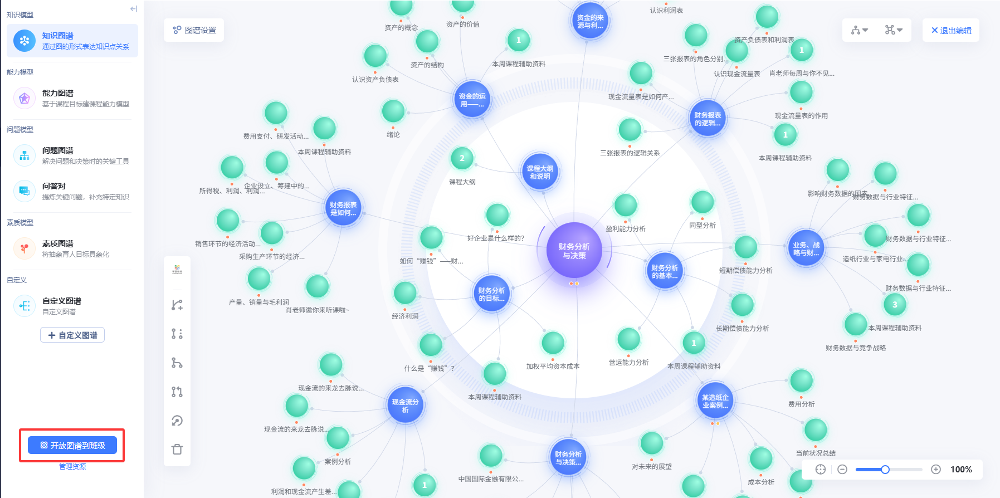 知识模型
知识图谱
通过图的形式表达知识点关系
能力模型
能力图谱
基于课程目标建课程能力模型
问题模型
问题图谱
解决问题和决策时的关键工具
问答对
提炼关键问题，补充特定知识
素质模型
素质图谱
将抽象育人目标具象化
自定义
自定义图谱
自定义图谱
自定义图谱
开放图谱到班级
管理资源
图谱设置
退出编辑
资产的概念
资产的价值
资金的来
源与利...
认识利润表
资产的结构
1
本周课程辅助资料
认识资产负债表
资产负债表和利润表
三张报表的角色分别...
1
认识现金流量表
肖老师每周与你不见...
现金流量表是如何产...
资金的运
用——...
财务报表
的逻辑...
现金流量表的作用
绪论
费用支付、研发活动...
本周课程辅助资料
三张报表的逻辑关系
1
本周课程辅助资料
2
课程大纲
课程大纲
和说明
所得税、利润、利润...
企业设立、筹建中的...
影响财务数据的因素
财务数据与行业特征...
财务报表
是如何...
盈利能力分析
同型分析
好企业是什么样的？
销售环节的经济活动...
采购生产环节的经济...
财务分析
与决策
财务数据与行业特征...
业务、战
略与财...
造纸行业与家电行业...
如何“赚钱”——财...
财务分析
的基本...
短期偿债能力分析
财务数据与行业特征...
产量、销量与毛利润
肖老师邀你来听课啦~
财务分析
的目标...
经济利润
3
本周课程辅助资料
长期偿债能力分析
财务数据与竞争战略
什么是“赚钱”？
加权平均资本成本
营运能力分析
1
本周课程辅助资料
本周课程辅助资料
现金流的来龙去脉说...
现金流分
析
某造纸企
业案例...
费用分析
现金流的来龙去脉说...
案例分析
财务分析
与决策...
对未来的展望
当前状况总结
中国国际金融有限公...
成本分析
利润和现金流产生差...
1
100%